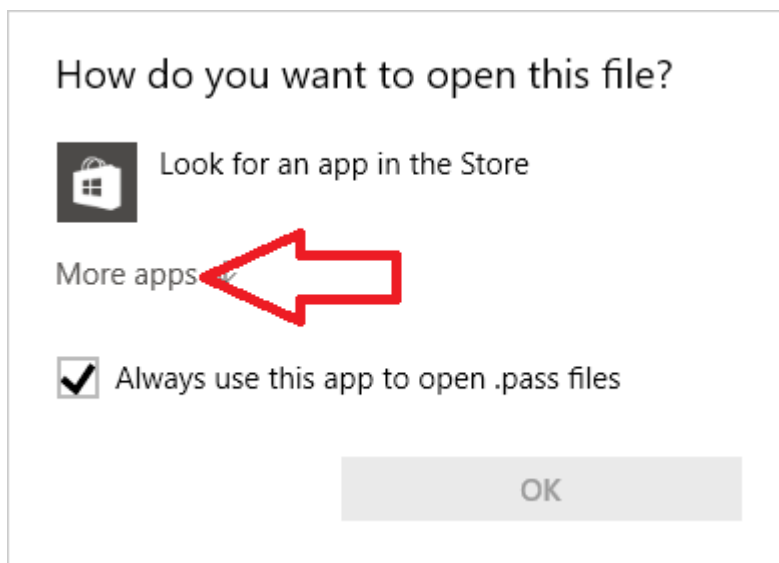 How do you want to open this file?
Look for an app in the Store
More apps
Always use this app to open .pass files
OK